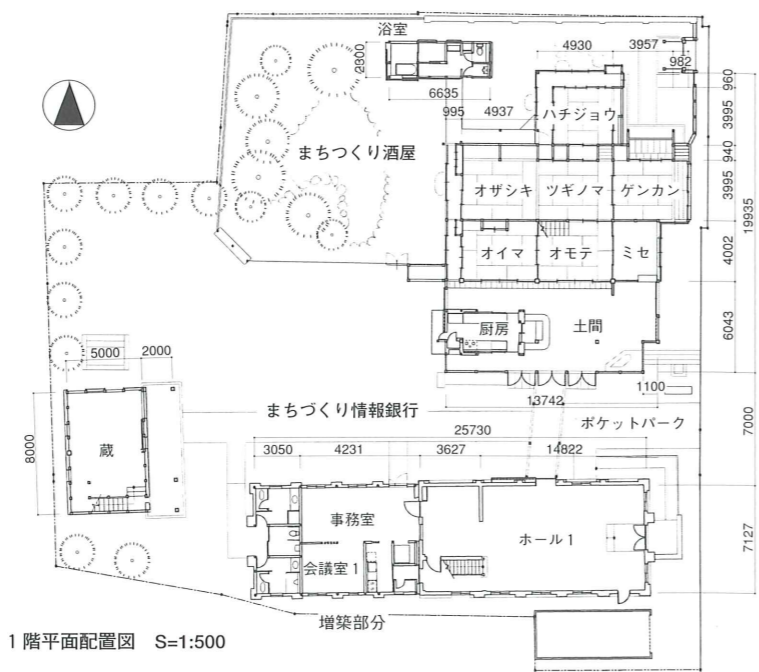 浴室
2300
6635
4930
3957
982
960
995
4937
ハチジョウ
3995
まちつくり酒屋
940
オザシキ
ツギノマ
ゲンカン
3995
19935
オイマ
オモテ
ミセ
4002
厨房
土間
6043
5000
2000
1100
13742
まちづくり情報銀行
ポケットパーク
7000
25730
3050
4231
3627
14822
8000
蔵
事務室
会議室1
ホール1
7127
増築部分
1階平面配置図 S=1:500